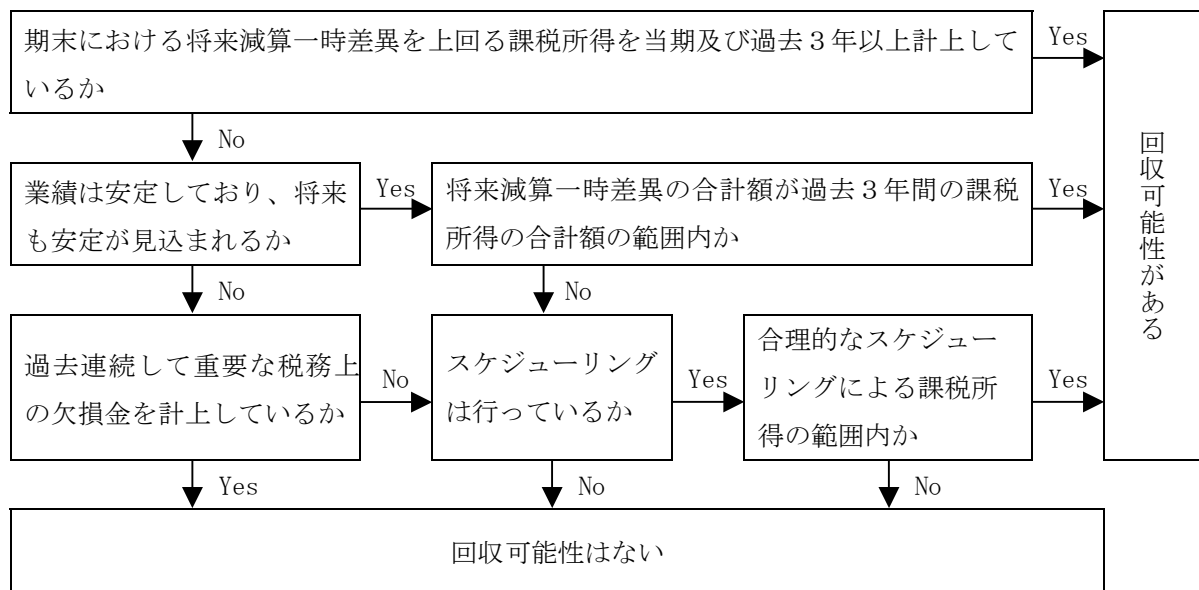 期末における将来減算一時差異を上回る課税所得を当期及び過去３年以上計上して
いるか
Yes
No
回収可能性がある
業績は安定しており、将来
も安定が見込まれるか
Yes
将来減算一時差異の合計額が過去３年間の課税
所得の合計額の範囲内か
Yes
No
No
過去連続して重要な税務上
の欠損金を計上しているか
No
スケジューリング
は行っているか
Yes
合理的なスケジュー
リングによる課税所
得の範囲内か
Yes
Yes
No
No
回収可能性はない